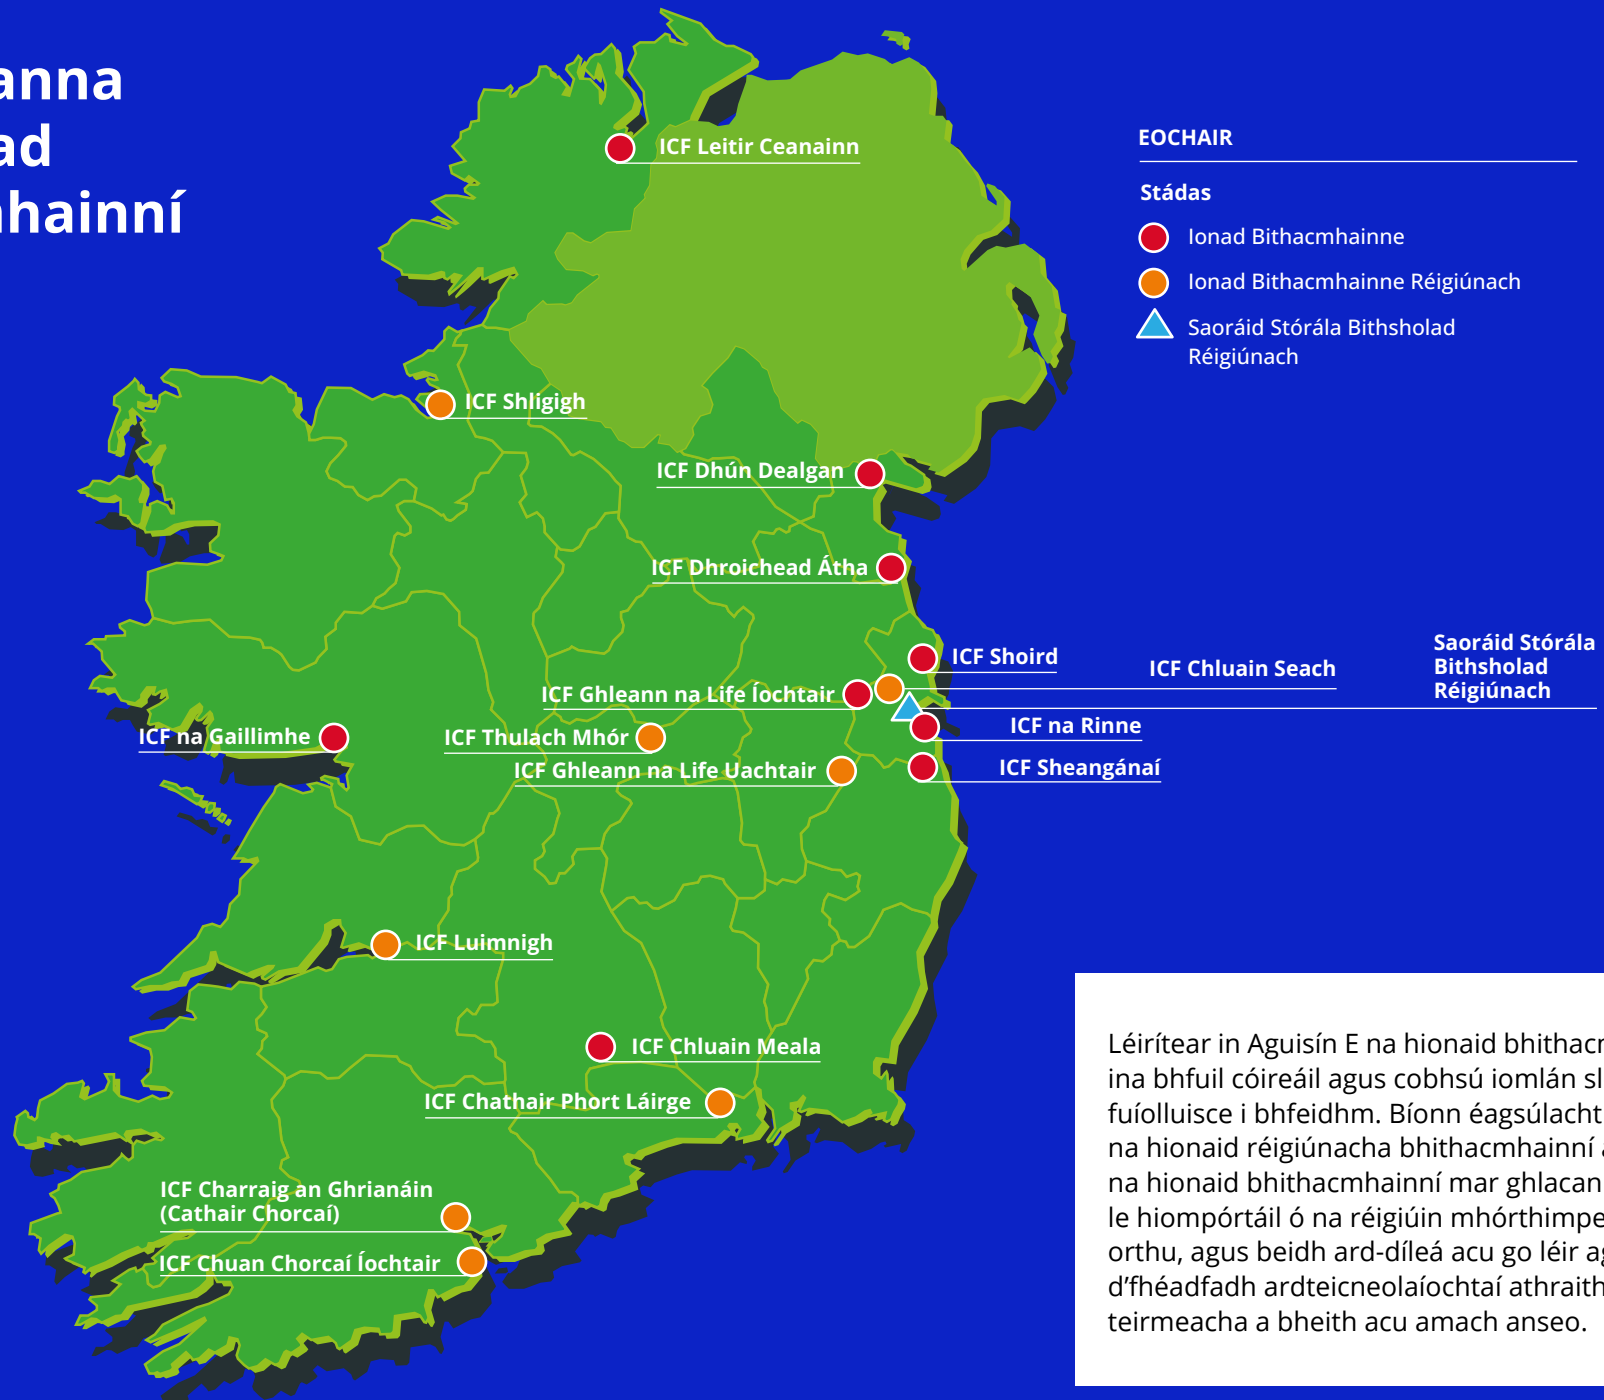 anna
ad
hainní
EOCHAIR
Stádas
Ionad Bithacmhainne
Ionad Bithacmhainne Réigiúnach
Saoráid Stórála Bithsholad
Réigiúnach
ICF Leitir Ceanainn
ICF Shligigh
ICF Dhún Dealgan
ICF Dhroichead Átha
ICF Shoird
ICF Chluain Seach
Saoráid Stórála
Bithsholad
Réigiúnach
ICF Ghleann na Life Íochtair
ICF na Rinne
ICF na Gaillimhe
ICF Thulach Mhór
ICF Ghleann na Life Uachtair
ICF Sheangánaí
ICF Luimnigh
ICF Chluain Meala
ICF Chathair Phort Láirge
ICF Charraig an Ghrianáin
(Cathair Chorcaí)
ICF Chuan Chorcaí Íochtair
Léirítear in Aguisín E na hionaid
ina bhfuil cóireáil agus cobhsú iomlán sl
fuíolluisce i bhfeidhm. Bíonn éagsúlacht
na hionaid réigiúnacha bhithacmhainní
na hionaid bhithacmhainní mar ghlacan
le hiompórtáil ó na réigiúin mhórthimpe
orthu, agus beidh ard-díleá acu go léir
d'fhéadfadh ardteicneolaíochtaí athraith
teirmeacha a bheith acu amach anseo.